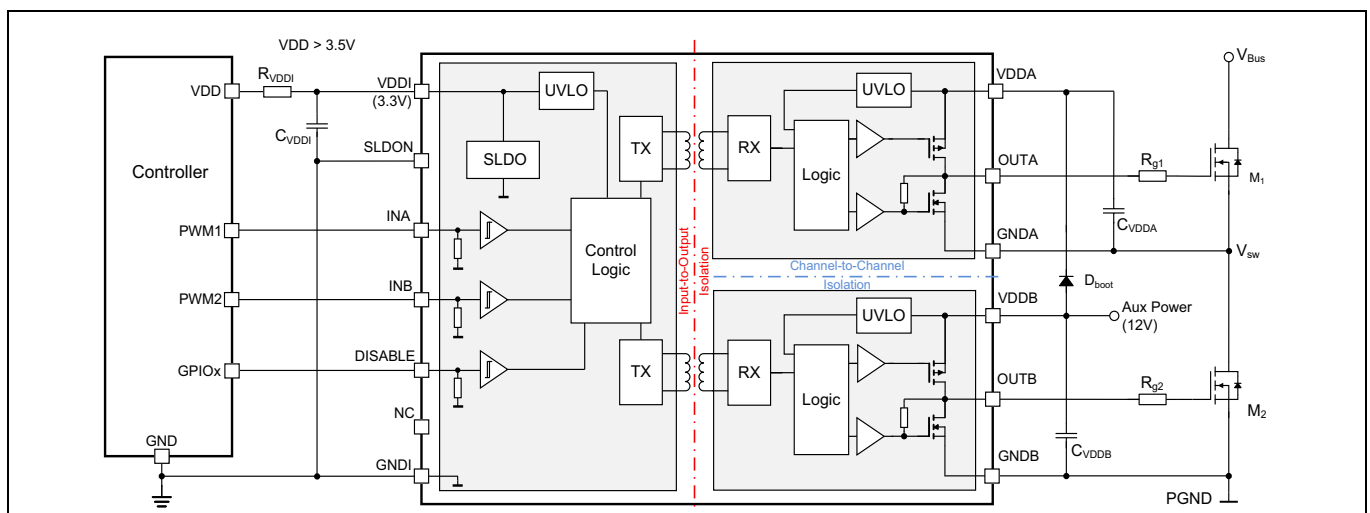 VDD > 3.5V
Controller
VDD
PWM1
PWM2
GPIOx
GND
RVDDI
CVDDI
VDDI
(3.3V)
SLDON
INA
INB
DISABLE
NC
GNDI
UVLO
SLDO
TX
Control
Logic
TX
Input-to-Output
Isolation
Channel-to-Channel
Isolation
UVLO
RX
Logic
UVLO
RX
Logic
VDDA
OUTA
GNDA
VDDB
OUTB
GNDB
VBus
Rg1
M1
CVDDA
Vsw
Dboot
Aux Power
(12V)
Rg2
M2
CVDDB
PGND